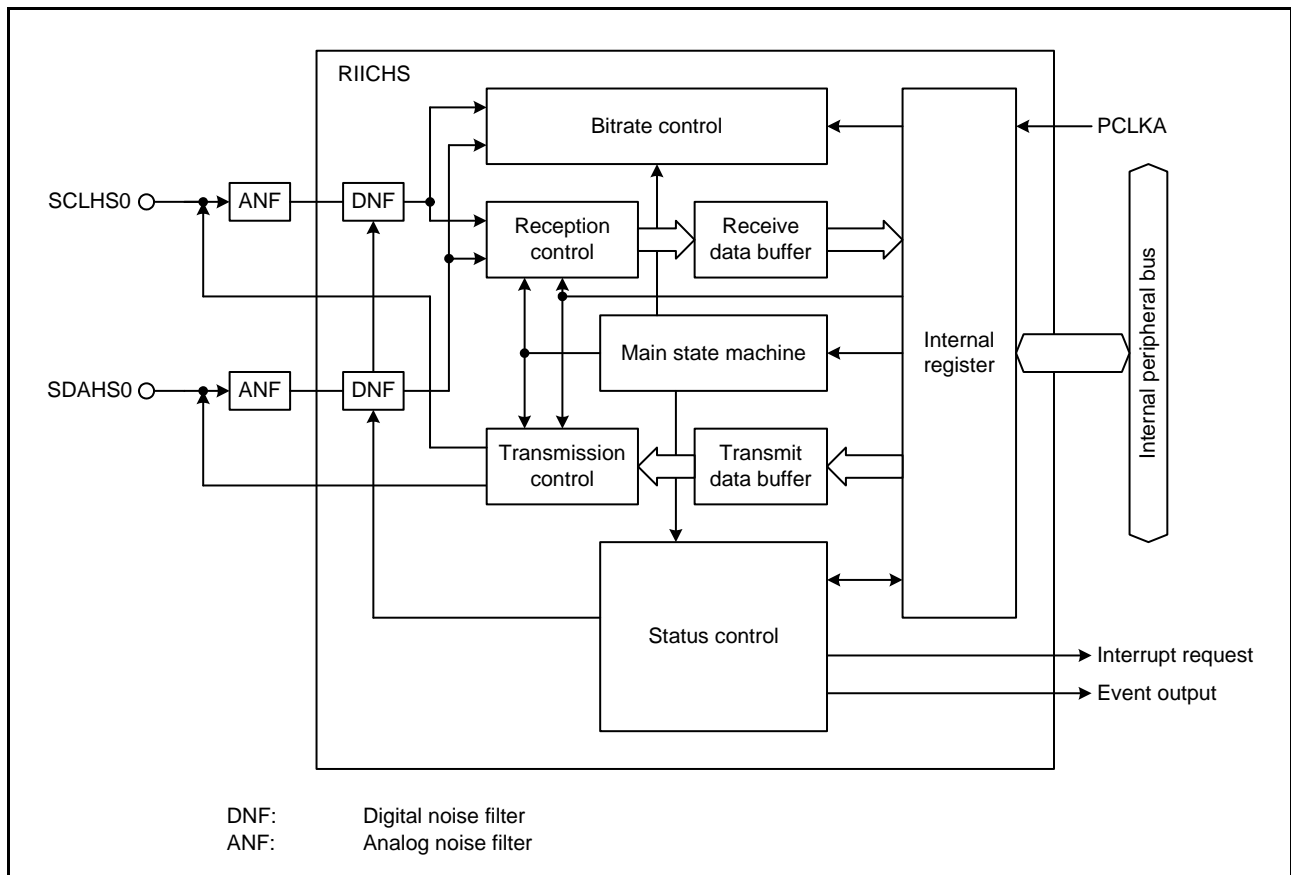 RIICHS
Bitrate control
PCLKA
SCLHS0
ANF
DNF
Reception
control
Receive
data buffer
Internal
register
Internal peripheral bus
Main state machine
SDAHS0
ANF
DNF
Transmission
control
Transmit
data buffer
Status control
Interrupt request
Event output
DNF: Digital noise filter
ANF: Analog noise filter